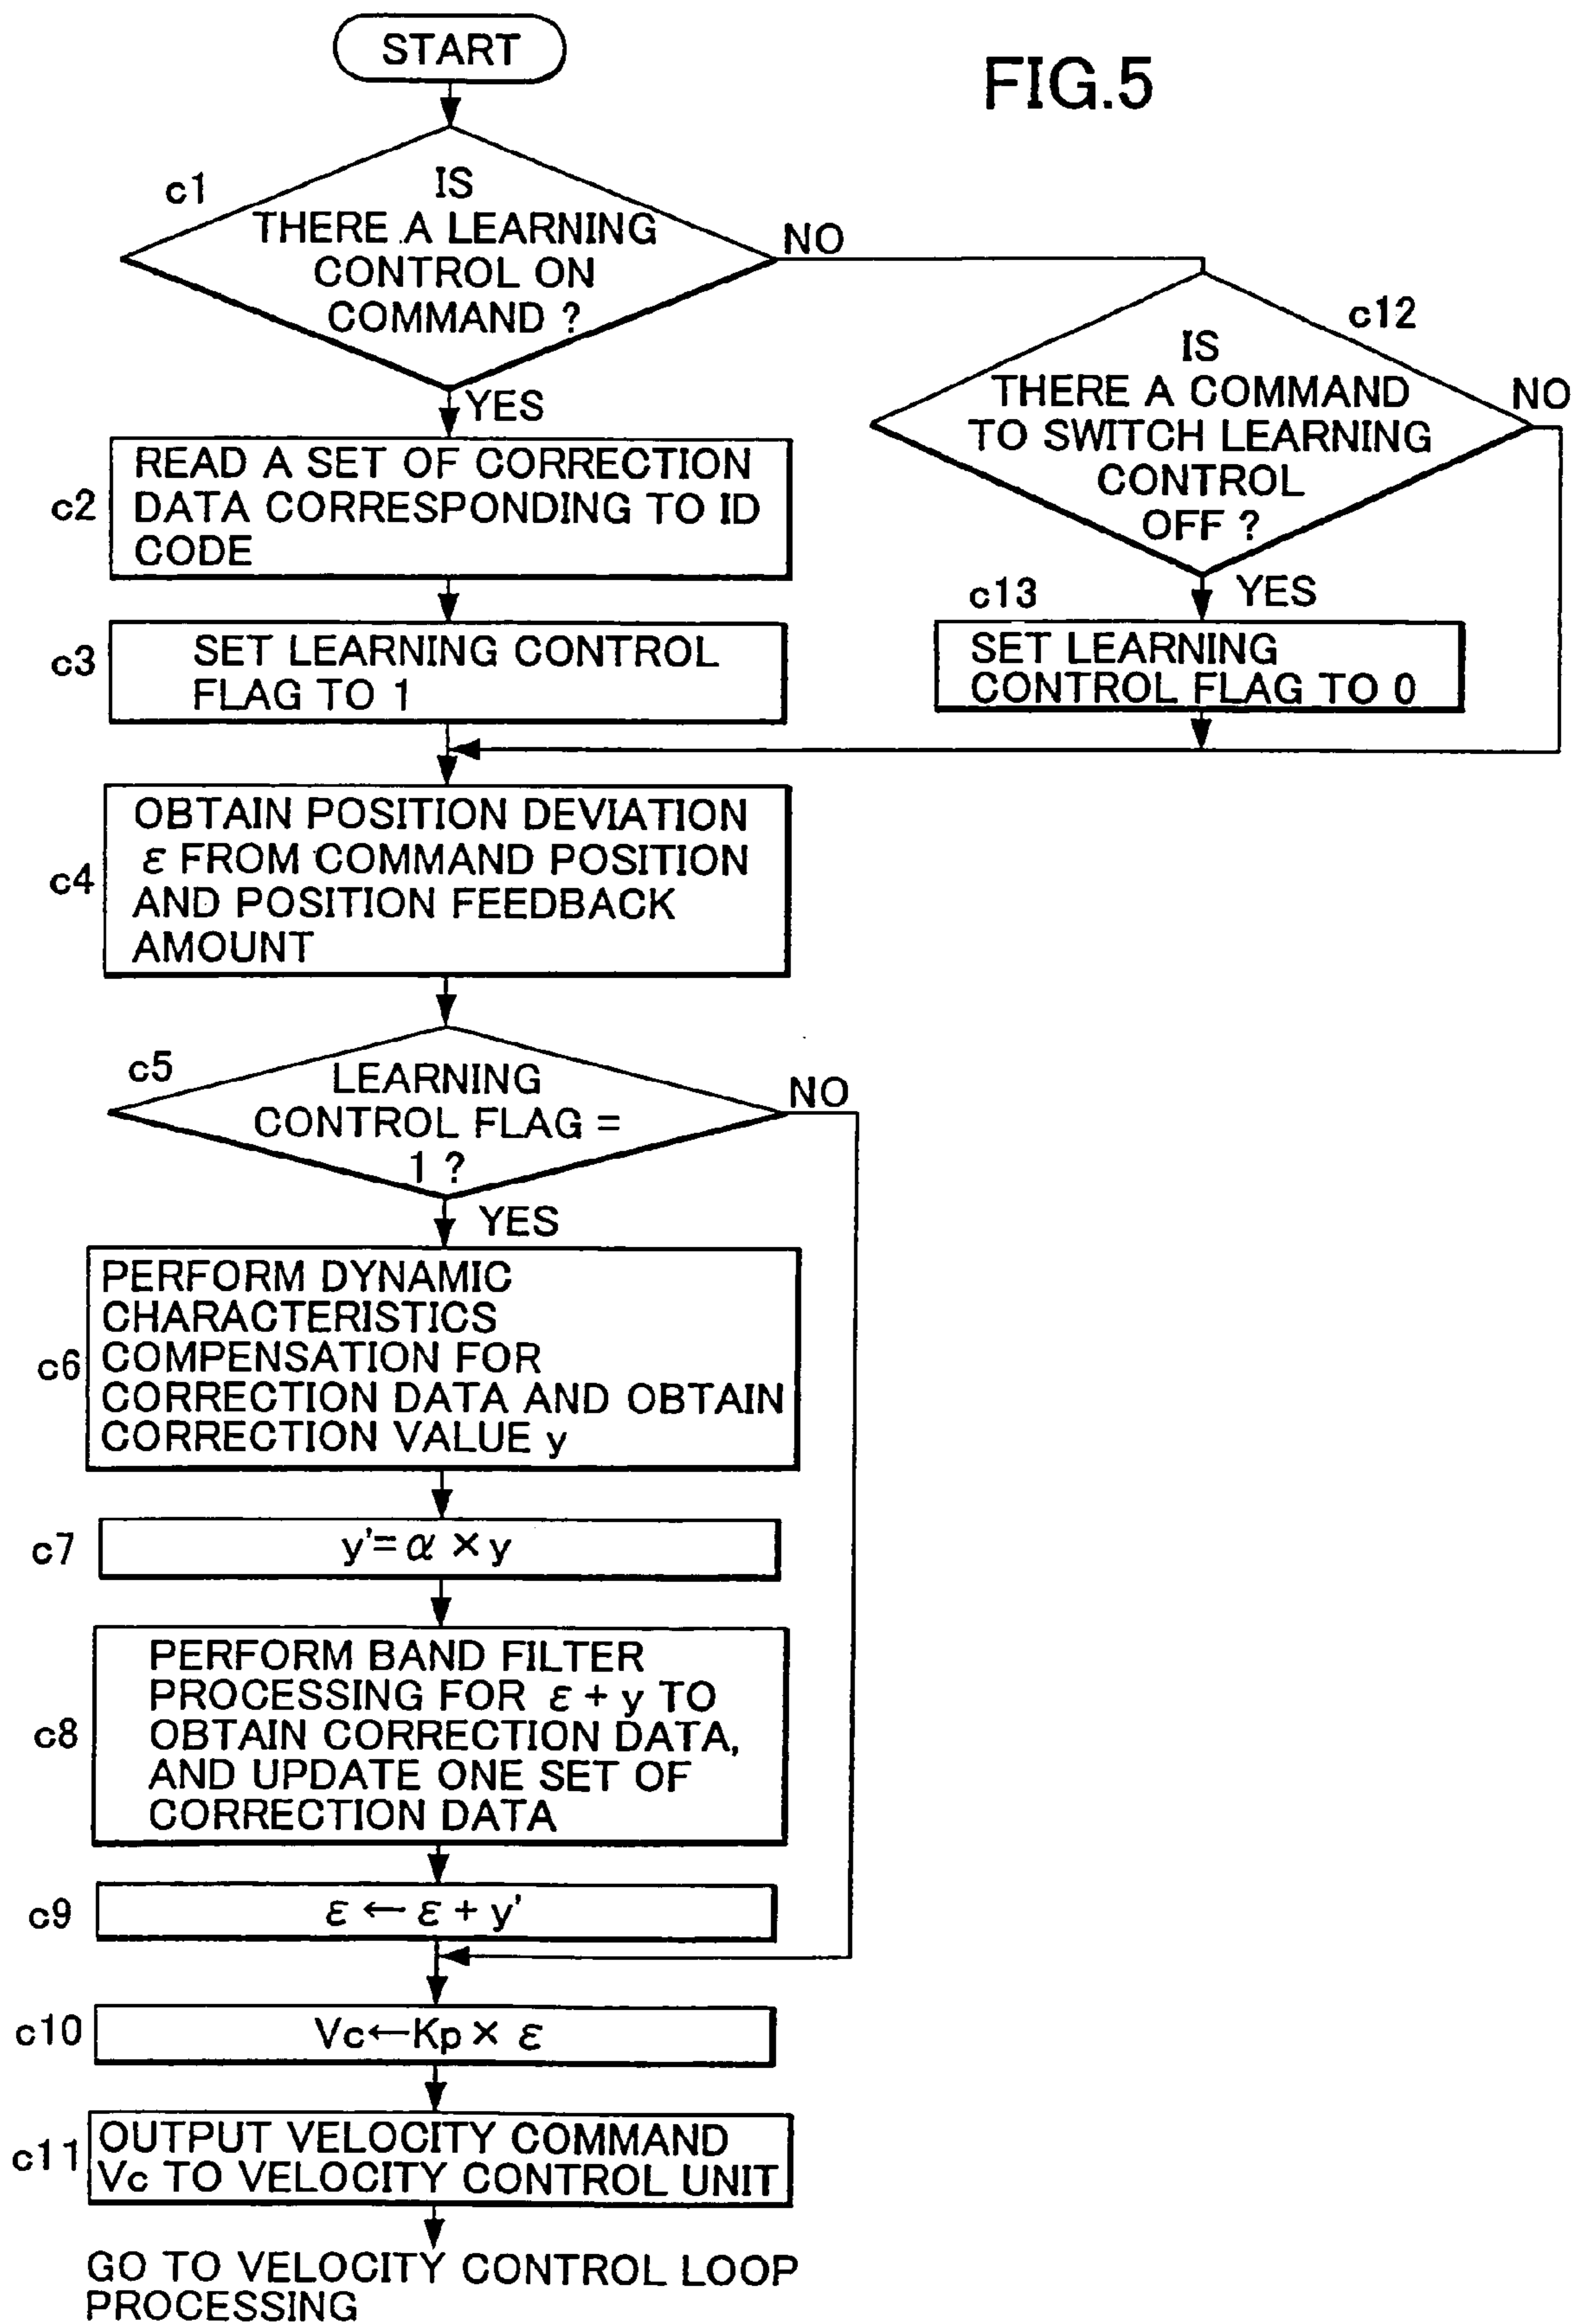 START
FIG.5
c1
IS
THERE A LEARNING
CONTROL ON
COMMAND ?
NO
YES
c12
IS
THERE A COMMAND
TO SWITCH LEARNING
CONTROL
OFF ?
NO
YES
c2
READ A SET OF CORRECTION
DATA CORRESPONDING TO ID
CODE
c3
SET LEARNING CONTROL
FLAG TO 1
c13
SET LEARNING
CONTROL FLAG TO 0
c4
OBTAIN POSITION DEVIATION
ε FROM COMMAND POSITION
AND POSITION FEEDBACK
AMOUNT
c5
LEARNING
CONTROL FLAG =
1 ?
NO
YES
c6
PERFORM DYNAMIC
CHARACTERISTICS
COMPENSATION FOR
CORRECTION DATA AND OBTAIN
CORRECTION VALUE y
c7
y'= α × y
c8
PERFORM BAND FILTER
PROCESSING FOR ε + y TO
OBTAIN CORRECTION DATA,
AND UPDATE ONE SET OF
CORRECTION DATA
c9
ε ← ε + y'
c10
Vc←Kp × ε
c11
OUTPUT VELOCITY COMMAND
Vc TO VELOCITY CONTROL UNIT
GO TO VELOCITY CONTROL LOOP
PROCESSING